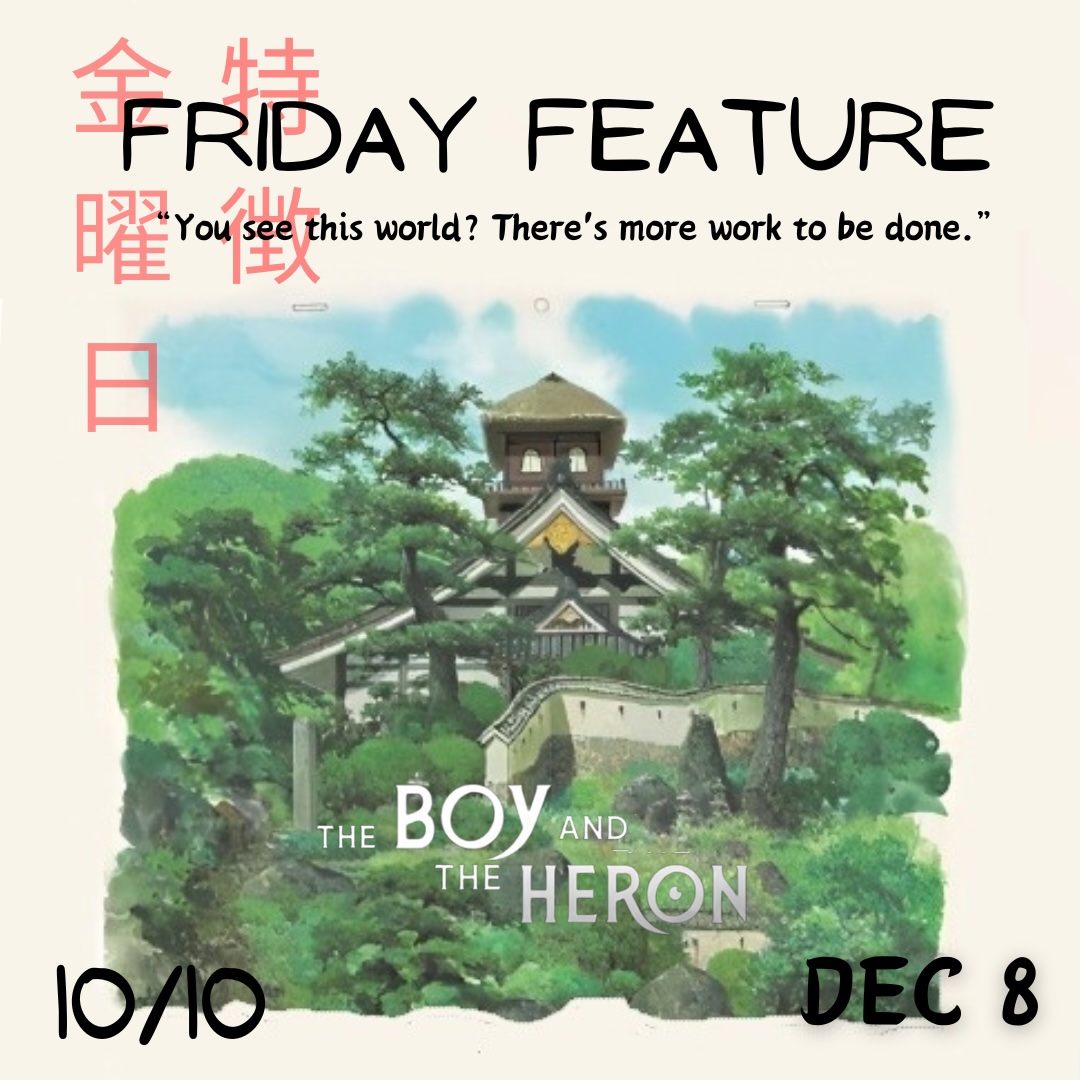 金曜日
特徴
FRIDAY FEATURE
“You see this world? There's more work to be done.”
THE BOY AND
THE HERON
10/10
DEC 8